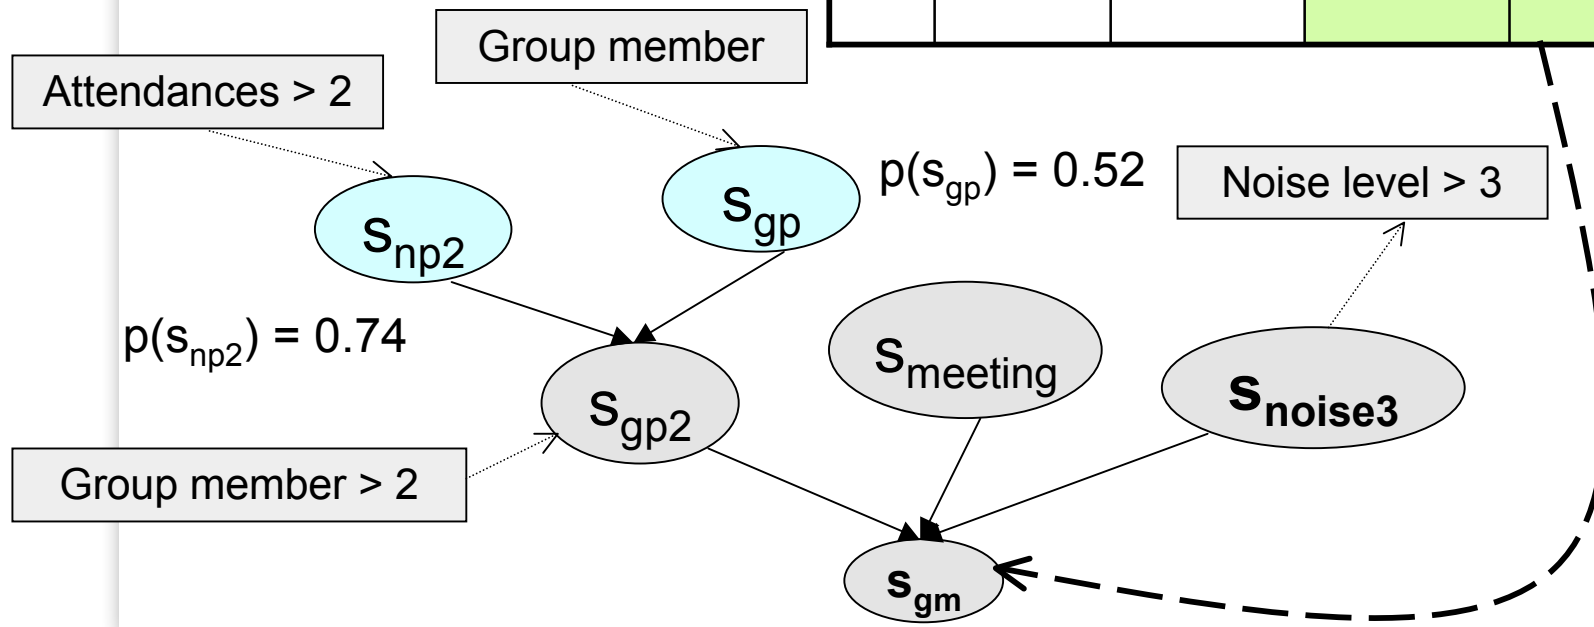 Group member
Attendances > 2
p(s_gp) = 0.52
Noise level > 3
s_gp
s_np2
p(s_np2) = 0.74
s_meeting
s_noise3
s_gp2
Group member > 2
s_gm